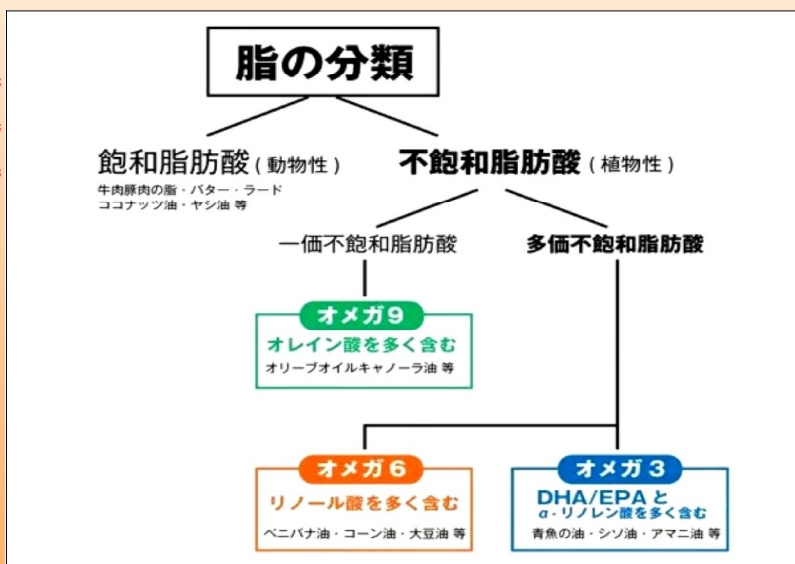 脂の分類
飽和脂肪酸 ( 動物性 )
牛肉豚肉の脂・バター・ラード
ココナッツ油・ヤシ油 等
不飽和脂肪酸 ( 植物性 )
一価不飽和脂肪酸
多価不飽和脂肪酸
オメガ9
オレイン酸を多く含む
オリーブオイルキャノーラ油 等
オメガ6
リノール酸を多く含む
ベニバナ油・コーン油・大豆油 等
オメガ3
DHA/EPAと
α-リノレン酸を多く含む
青魚の油・シソ油・アマニ油 等